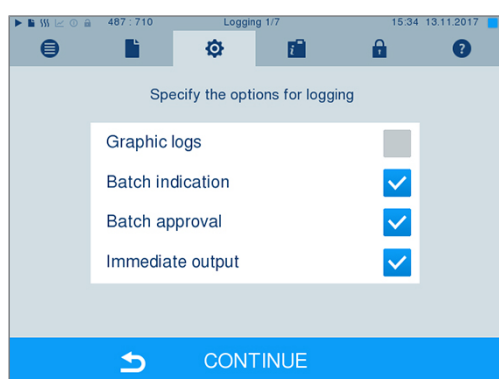 487 : 710 Logging 1/7 15:34 13.11.2017
Specify the options for logging
Graphic logs
Batch indication
Batch approval
Immediate output
CONTINUE